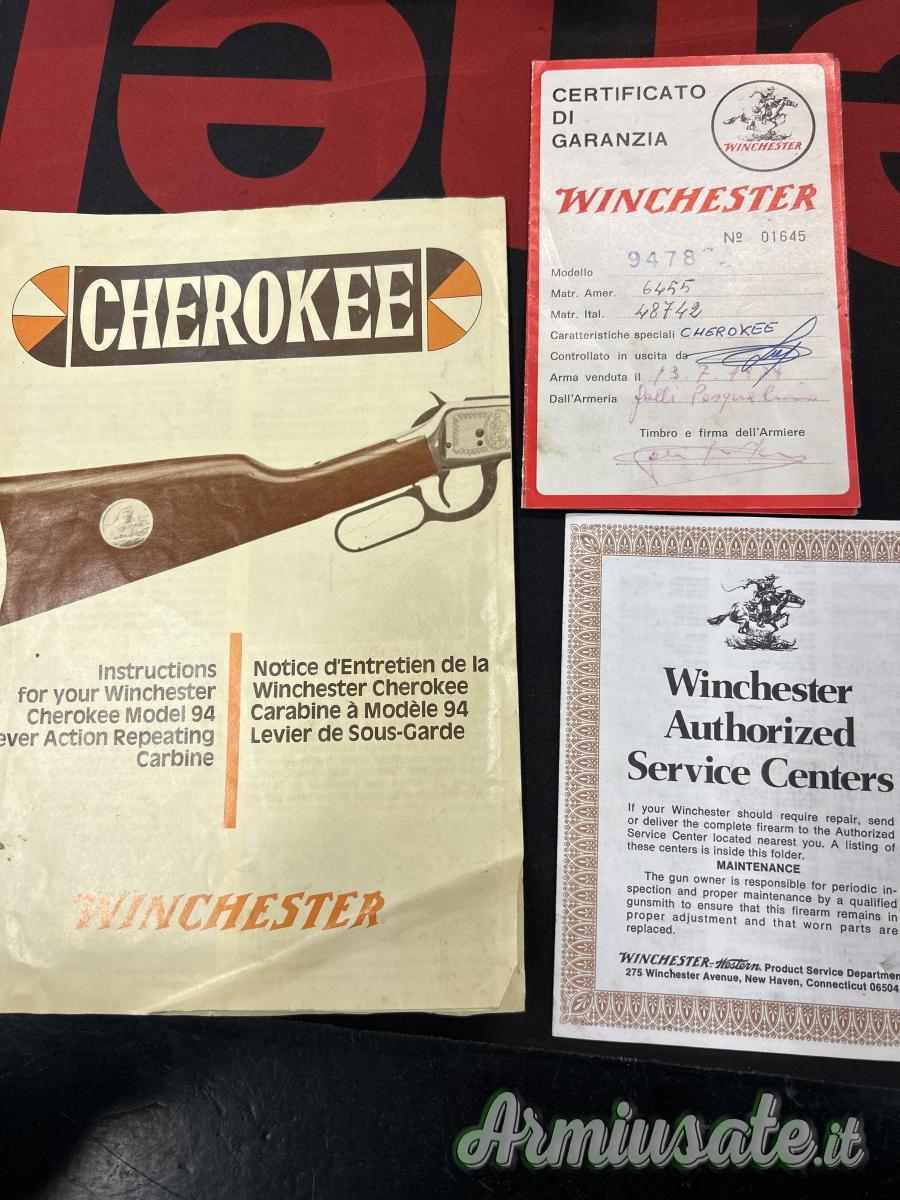 CHEROKEE
Instructions
for your Winchester
Cherokee Model 94
ever Action Repeating
Carbine
Notice d'Entretien de la
Winchester Cherokee
Carabine à Modèle 94
Levier de Sous-Garde
WINCHESTER
CERTIFICATO
DI
GARANZIA
WINCHESTER
WINCHESTER
Nº 01645
Modello 9478
Matr. Amer. 6455
Matr. Ital. 48742
Caratteristiche speciali CHEROKEE
Controllato in uscita da
Arma venduta il 13 7
Dall'Armeria
Timbro e firma dell'Armiere
Winchester
Authorized
Service Centers
If your Winchester should require repair, send
or deliver the complete firearm to the Authorized
Service Center located nearest you. A listing of
these centers is inside this folder.
MAINTENANCE
The gun owner is responsible for periodic in-
spection and proper maintenance by a qualified
gunsmith to ensure that this firearm remains in
proper adjustment and that worn parts are
replaced.
WINCHESTER-Western. Product Service Departmen
275 Winchester Avenue, New Haven, Connecticut 06504
Armiusate.it